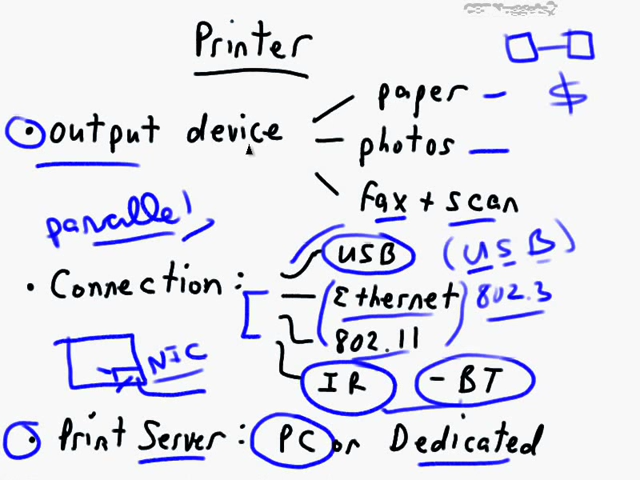 Printer
paper - $
• output device
photos -
fax + scan
parallel
USB (USB)
• Connection:
(Ethernet) 802.3
802.11
NIC
IR - BT
• Print Server: PC or Dedicated